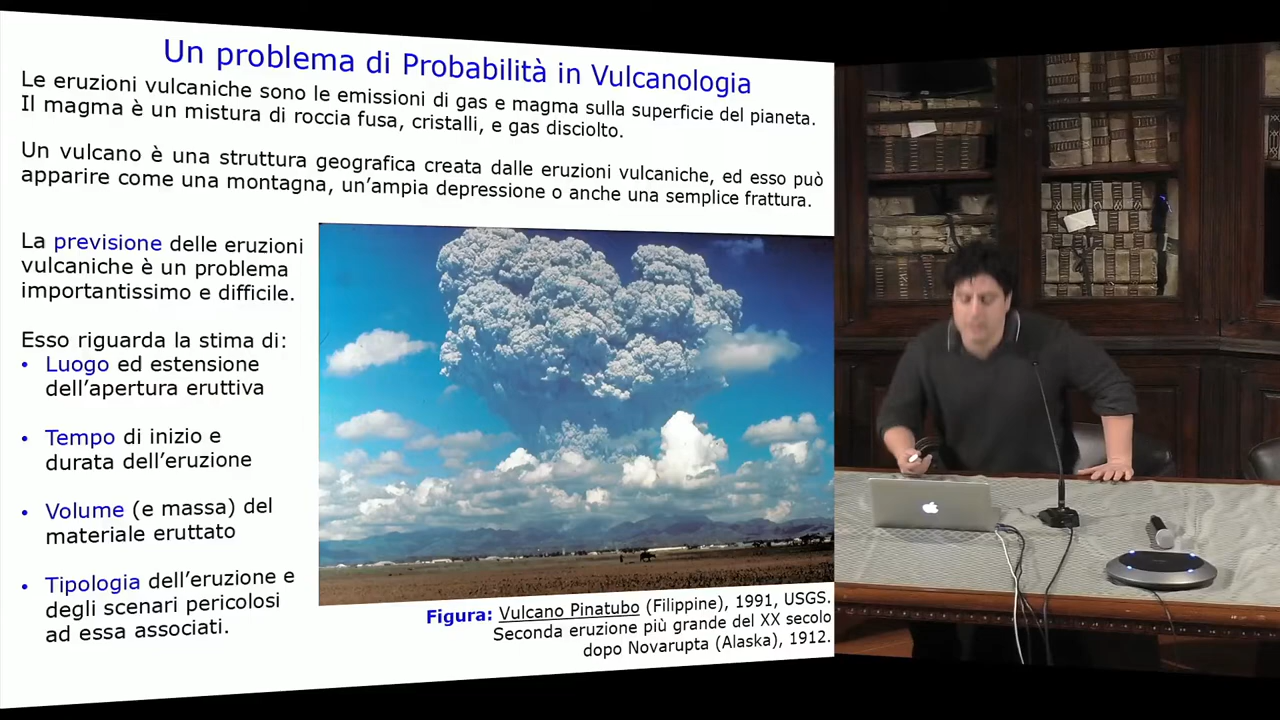 Un problema di Probabilità in Vulcanologia
Le eruzioni vulcaniche sono le emissioni di gas e magma sulla superficie del pianeta.
Il magma è un mistura di roccia fusa, cristalli, e gas disciolto.
Un vulcano è una struttura geografica creata dalle eruzioni vulcaniche, ed esso può
apparire come una montagna, un’ampia depressione o anche una semplice frattura.
La previsione delle eruzioni
vulcaniche è un problema
importantissimo e difficile.
Esso riguarda la stima di:
• Luogo ed estensione
dell’apertura eruttiva
• Tempo di inizio e
durata dell’eruzione
• Volume (e massa) del
materiale eruttato
• Tipologia dell’eruzione e
degli scenari pericolosi
ad essa associati.
Figura: Vulcano Pinatubo (Filippine), 1991, USGS.
Seconda eruzione più grande del XX secolo
dopo Novarupta (Alaska), 1912.